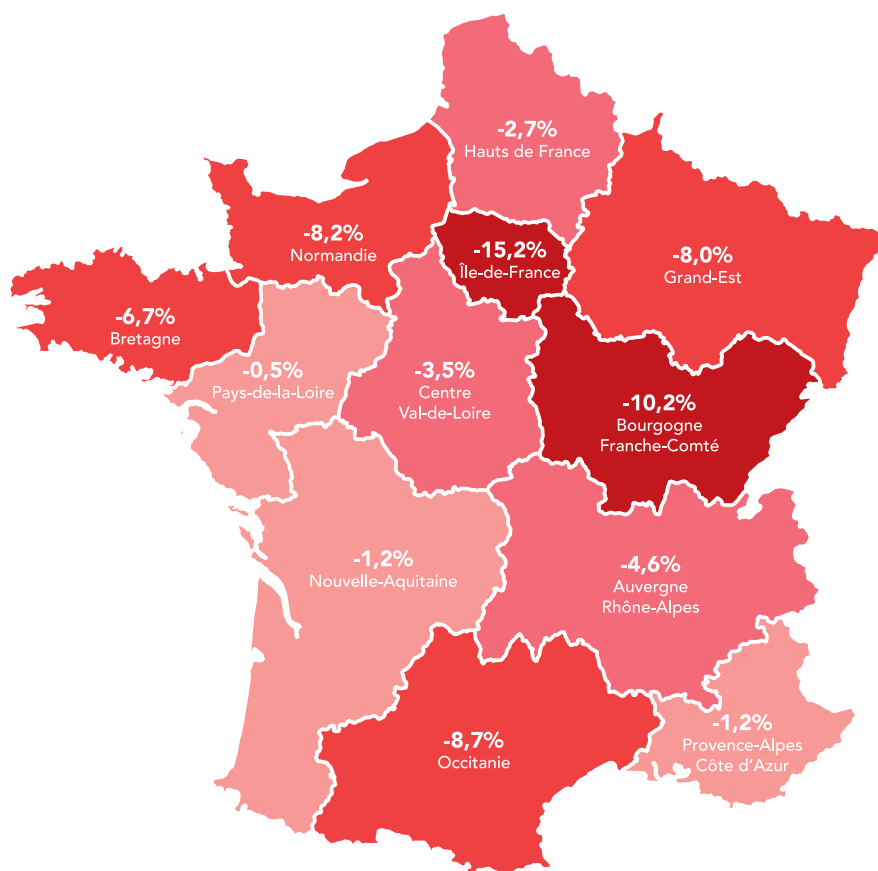 -2,7%
Hauts de France
-8,2%
Normandie
-15,2%
Île-de-France
-8,0%
Grand-Est
-6,7%
Bretagne
-0,5%
Pays-de-la-Loire
-3,5%
Centre
Val-de-Loire
-10,2%
Bourgogne
Franche-Comté
-1,2%
Nouvelle-Aquitaine
-4,6%
Auvergne
Rhône-Alpes
-8,7%
Occitanie
-1,2%
Provence-Alpes
Côte d'Azur